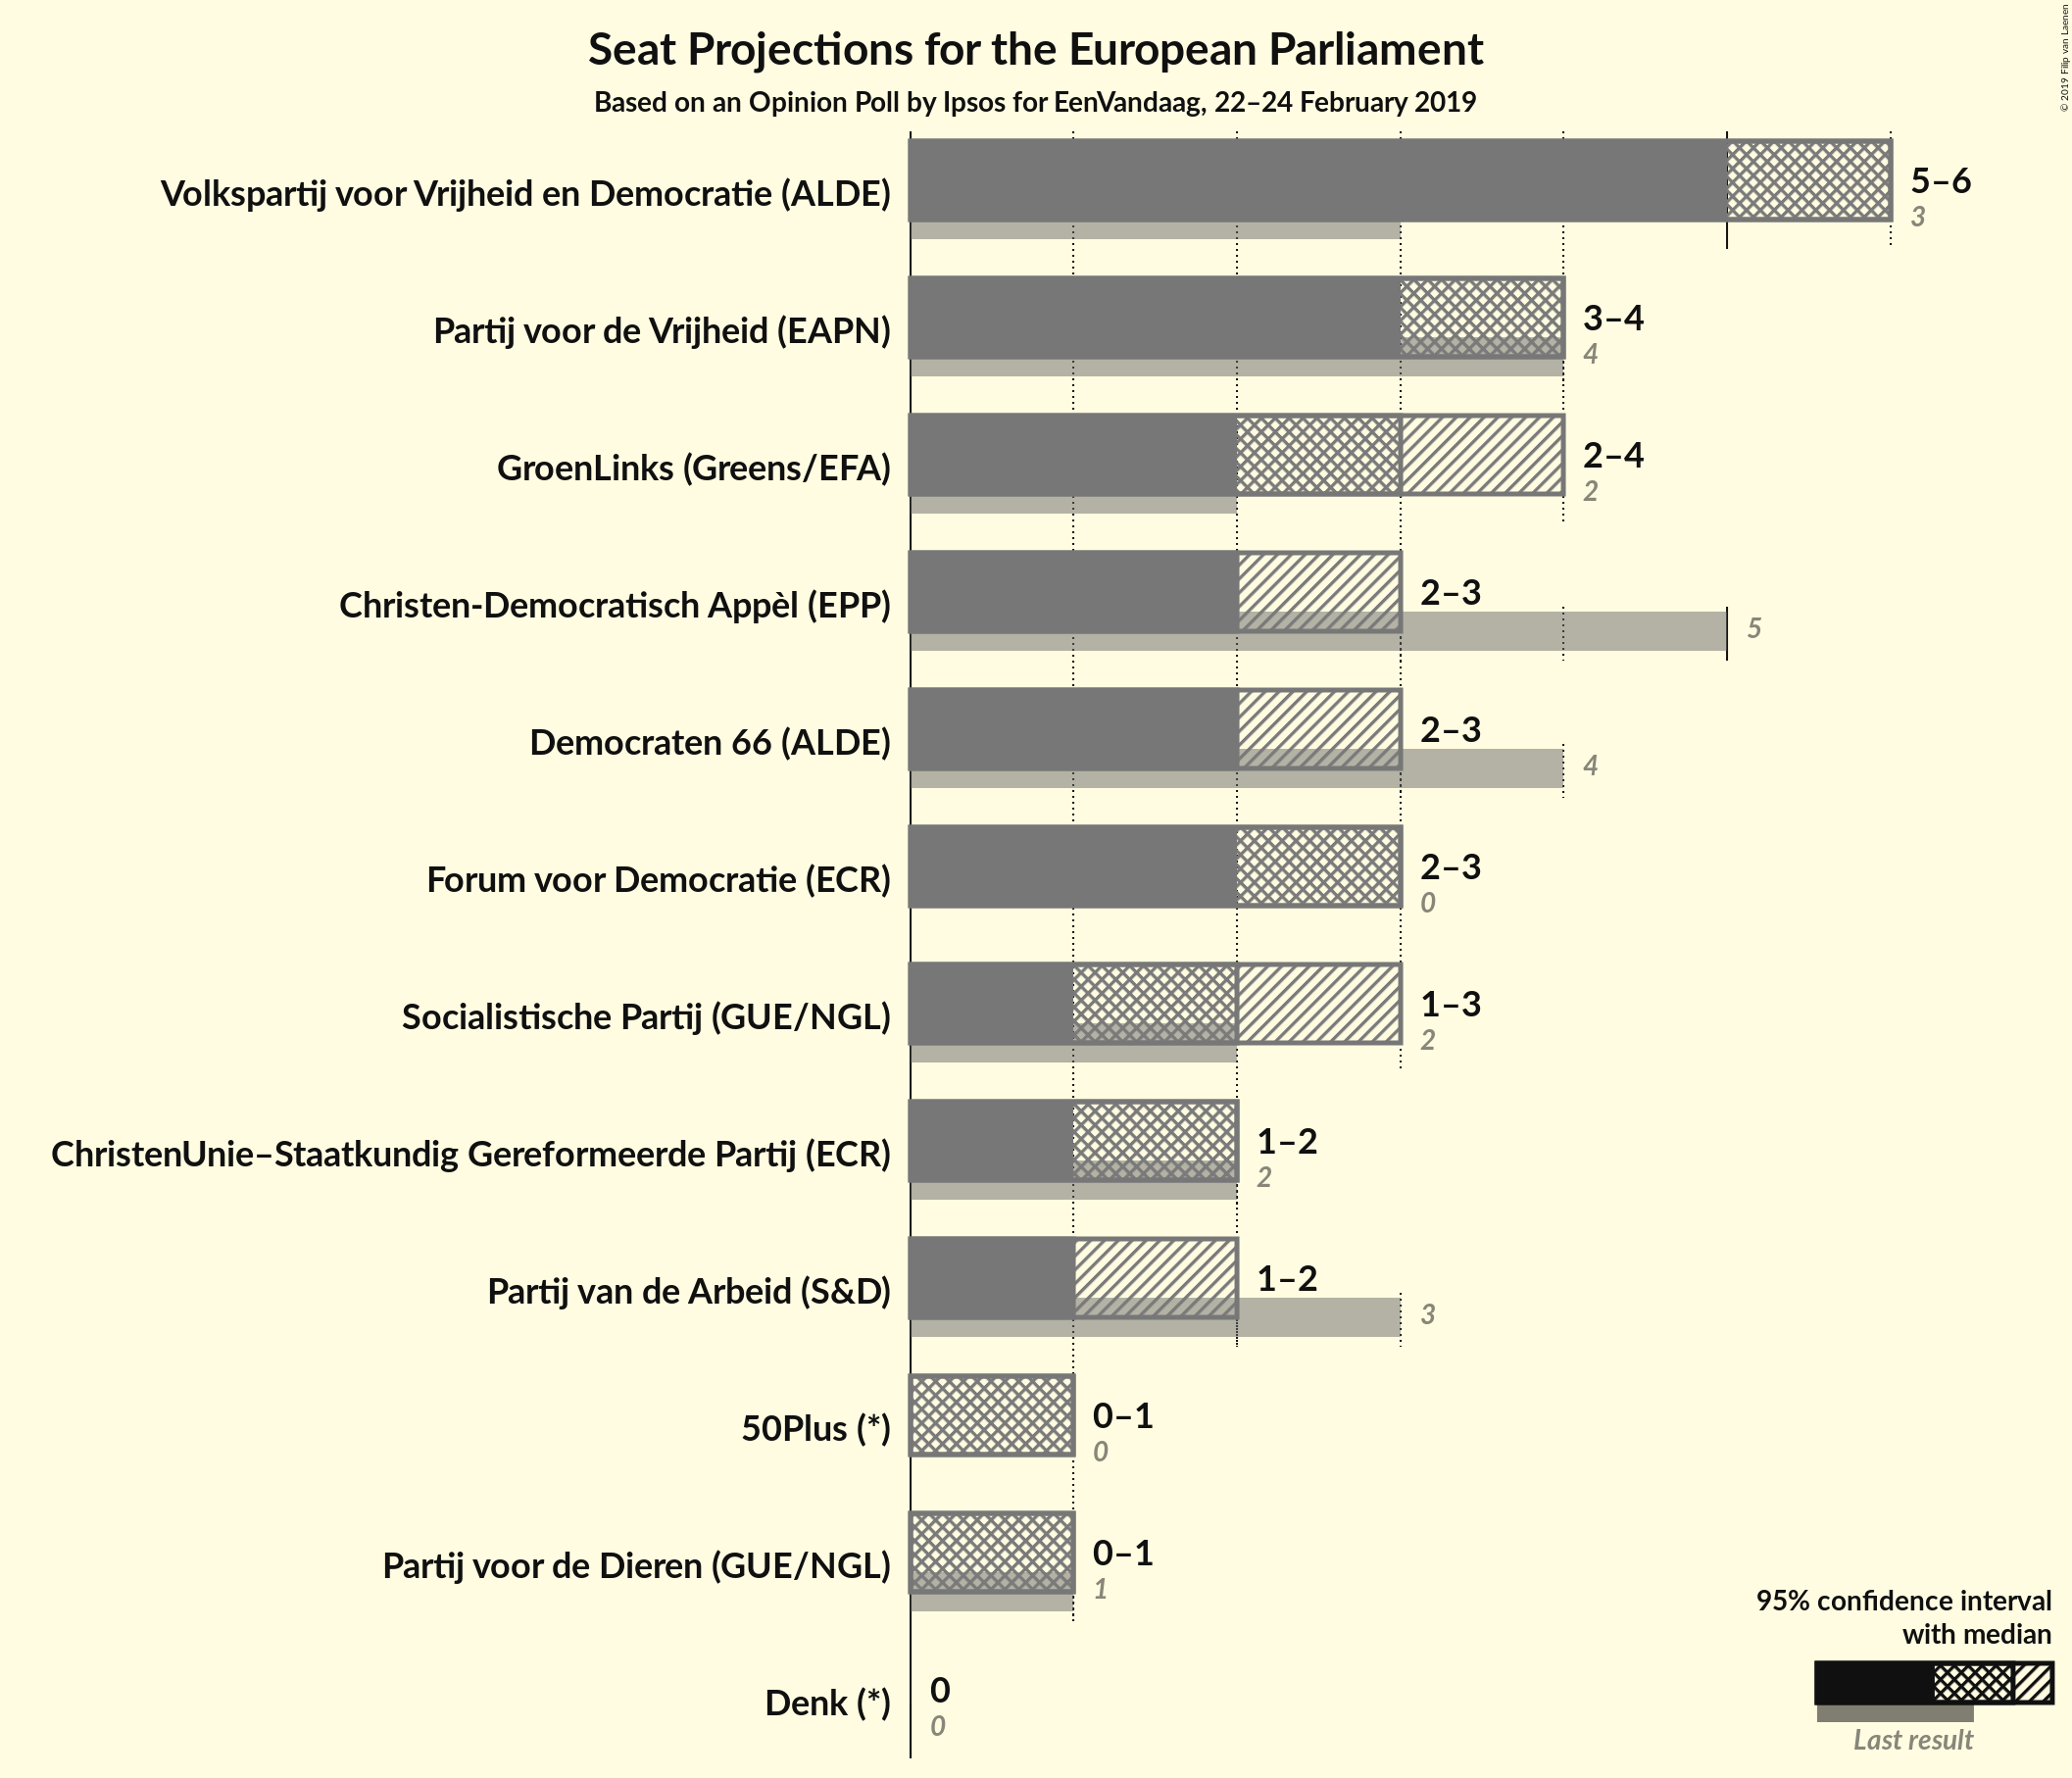 Seat Projections for the European Parliament
Based on an Opinion Poll by Ipsos for EenVandaag, 22–24 February 2019
© 2019 Filip van Laenen
Volkspartij voor Vrijheid en Democratie (ALDE)
5–6
3
Partij voor de Vrijheid (EAPN)
3–4
4
GroenLinks (Greens/EFA)
2–4
2
Christen-Democratisch Appèl (EPP)
2–3
5
Democraten 66 (ALDE)
2–3
4
Forum voor Democratie (ECR)
2–3
0
Socialistische Partij (GUE/NGL)
1–3
2
ChristenUnie–Staatkundig Gereformeerde Partij (ECR)
1–2
2
Partij van de Arbeid (S&D)
1–2
3
50Plus (*)
0–1
0
Partij voor de Dieren (GUE/NGL)
0–1
1
Denk (*)
0
0
95% confidence interval
with median
Last result